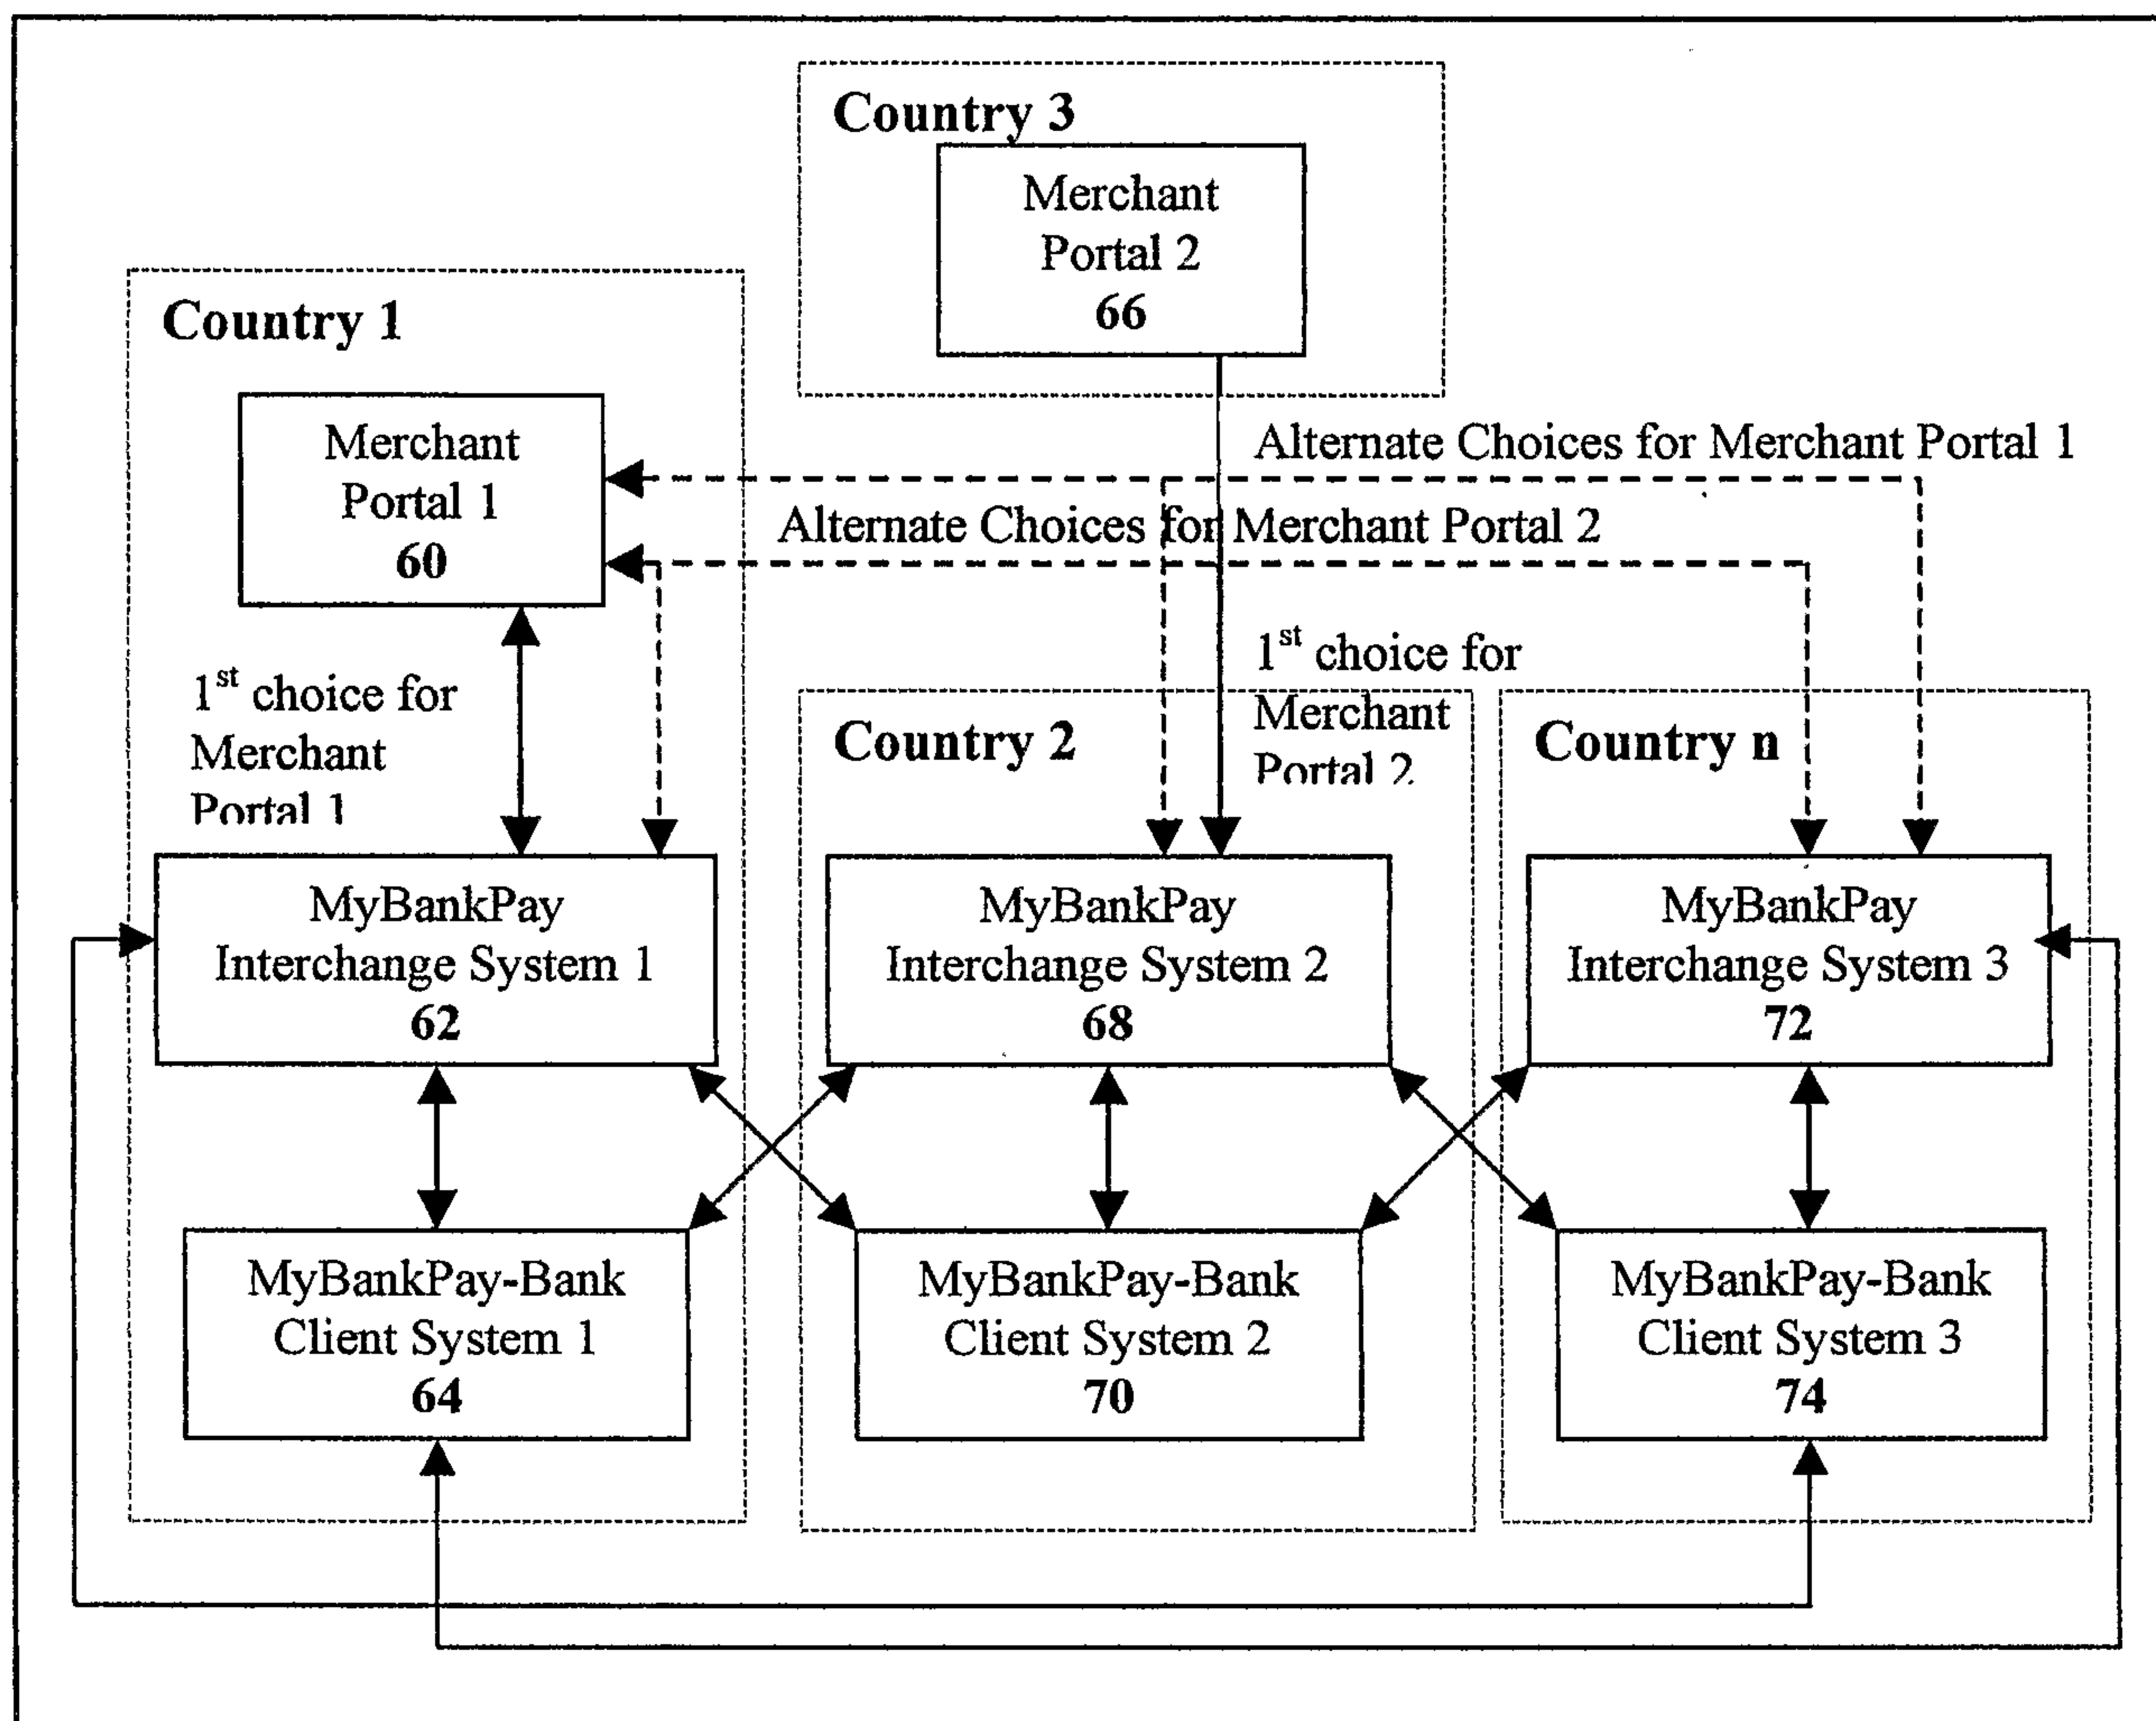 Country 3
Merchant
Portal 2
66
Country 1
Merchant
Portal 1
60
Alternate Choices for Merchant Portal 1
Alternate Choices for Merchant Portal 2
1st choice for
Merchant
Portal 1
1st choice for
Merchant
Portal 2
Country 2
Country n
MyBankPay
Interchange System 1
62
MyBankPay
Interchange System 2
68
MyBankPay
Interchange System 3
72
MyBankPay-Bank
Client System 1
64
MyBankPay-Bank
Client System 2
70
MyBankPay-Bank
Client System 3
74